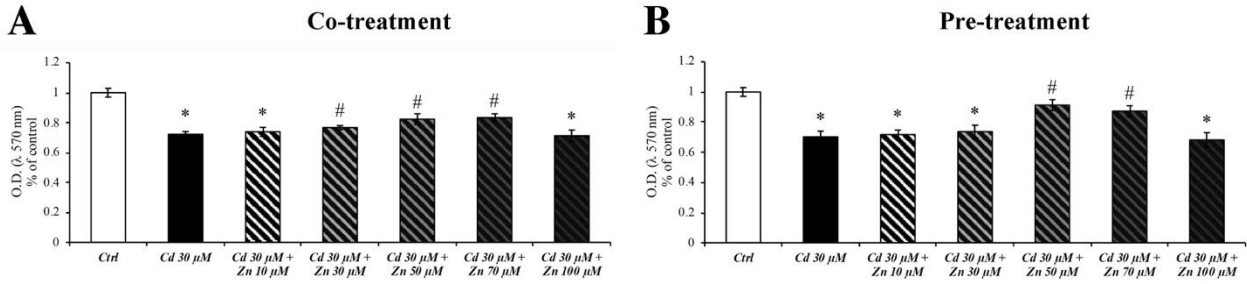 A
Co-treatment
O.D. (λ 570 nm)
% of control
1.2
1
0.8
0.6
0.4
0.2
0
*
*
#
#
#
*
Ctrl
Cd 30 µM
Cd 30 µM +
Zn 10 µM
Cd 30 µM +
Zn 30 µM
Cd 30 µM +
Zn 50 µM
Cd 30 µM +
Zn 70 µM
Cd 30 µM +
Zn 100 µM
B
Pre-treatment
O.D. (λ 570 nm)
% of control
1.2
1
0.8
0.6
0.4
0.2
0
*
*
*
#
#
*
Ctrl
Cd 30 µM
Cd 30 µM +
Zn 10 µM
Cd 30 µM +
Zn 30 µM
Cd 30 µM +
Zn 50 µM
Cd 30 µM +
Zn 70 µM
Cd 30 µM +
Zn 100 µM